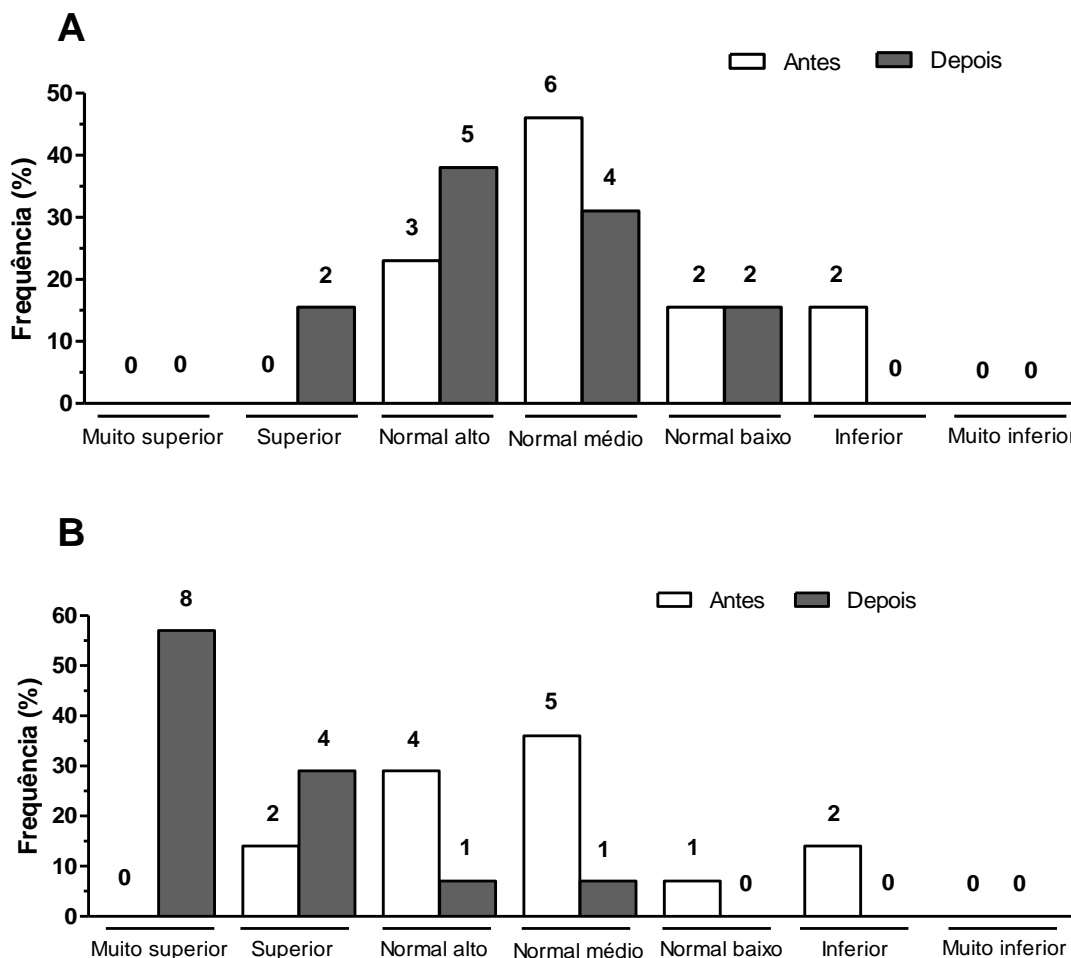 A
Antes Depois
Frequência (%)
50
40
30
20
10
0
0 0 0 2 3 5 6 4 2 2 2 0 0 0
Muito superior Superior Normal alto Normal médio Normal baixo Inferior Muito inferior
B
Antes Depois
Frequência (%)
60
50
40
30
20
10
0
0 8 2 4 4 1 5 1 1 0 2 0 0 0
Muito superior Superior Normal alto Normal médio Normal baixo Inferior Muito inferior